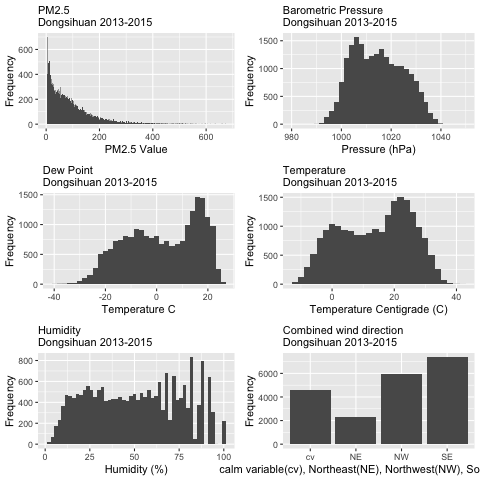 PM2.5
Dongsihuan 2013-2015
Frequency
600
400
200
0
0 200 400 600
PM2.5 Value
Barometric Pressure
Dongsihuan 2013-2015
Frequency
1500
1000
500
0
980 1000 1020 1040
Pressure (hPa)
Dew Point
Dongsihuan 2013-2015
Frequency
1500
1000
500
0
-40 -20 0 20
Temperature C
Temperature
Dongsihuan 2013-2015
Frequency
1500
1000
500
0
0 20 40
Temperature Centigrade (C)
Humidity
Dongsihuan 2013-2015
Frequency
800
600
400
200
0
0 25 50 75 100
Humidity (%)
Combined wind direction
Dongsihuan 2013-2015
Frequency
6000
4000
2000
0
cv NE NW SE
calm variable(cv), Northeast(NE), Northwest(NW), So